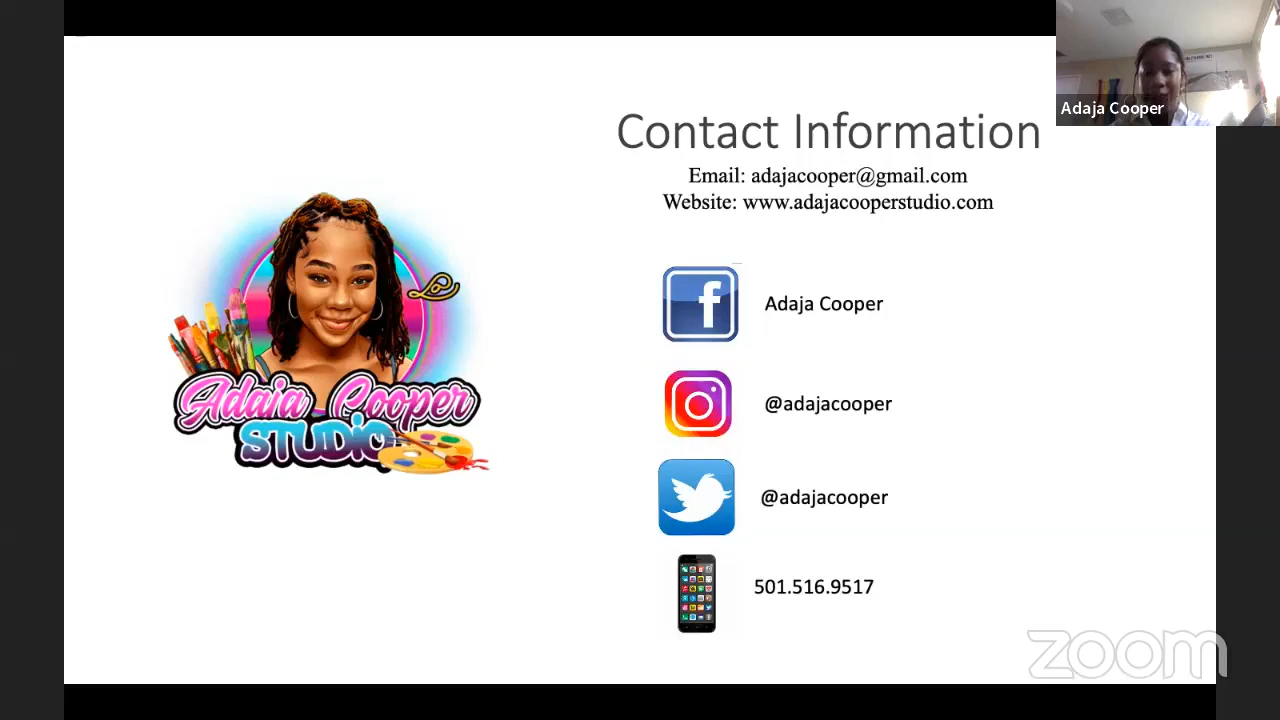 Adaja Cooper
Contact Information
Email: adajacooper@gmail.com
Website: www.adajacooperstudio.com
Adaja Cooper
STUDiO
Adaja Cooper
@adajacooper
@adajacooper
501.516.9517
zoom